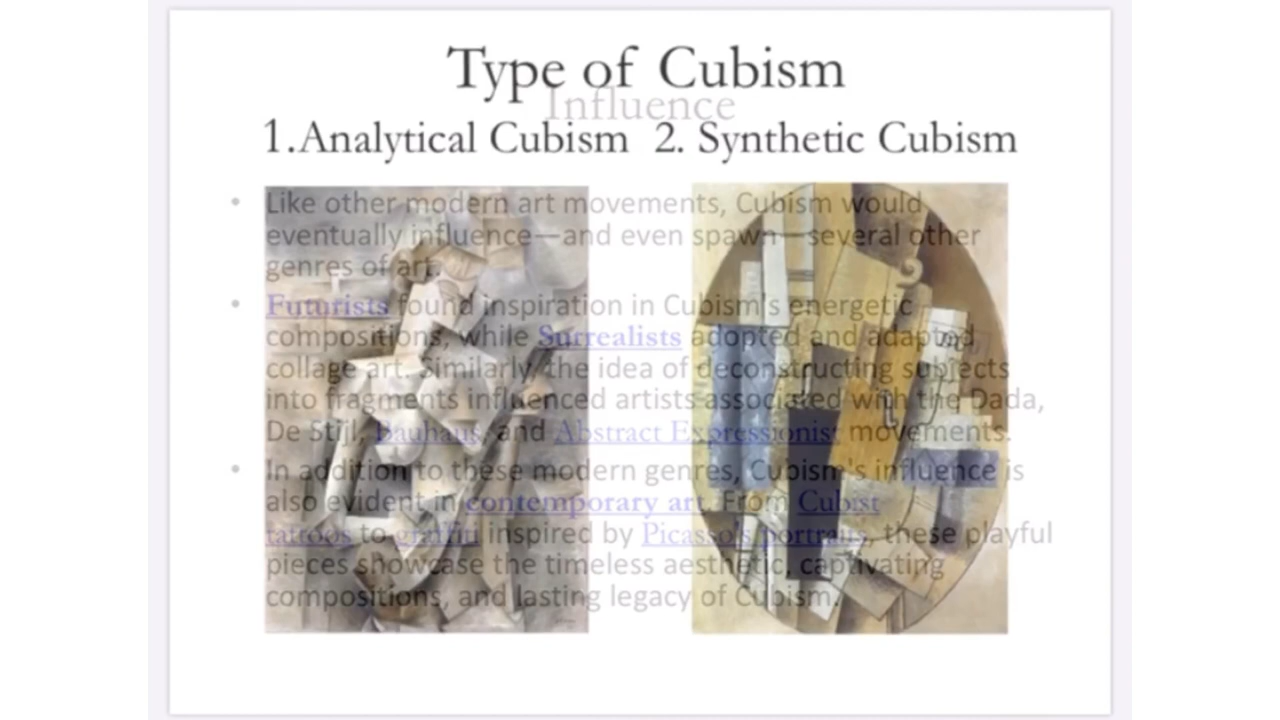 Type of Cubism
Influence
1.Analytical Cubism 2. Synthetic Cubism
• Like other modern art movements, Cubism would
eventually influence—and even spawn—several other
genres of art.
• Futurists found inspiration in Cubism's energetic
compositions, while Surrealists adopted and adapted
collage art. Similarly, the idea of deconstructing subjects
into fragments influenced artists associated with the Dada,
De Stijl, Bauhaus, and Abstract Expressionist movements.
• In addition to these modern genres, Cubism's influence is
also evident in contemporary art. From Cubist
tattoos to graffiti inspired by Picasso's portraits, these playful
pieces showcase the timeless aesthetic, captivating
compositions, and lasting legacy of Cubism.